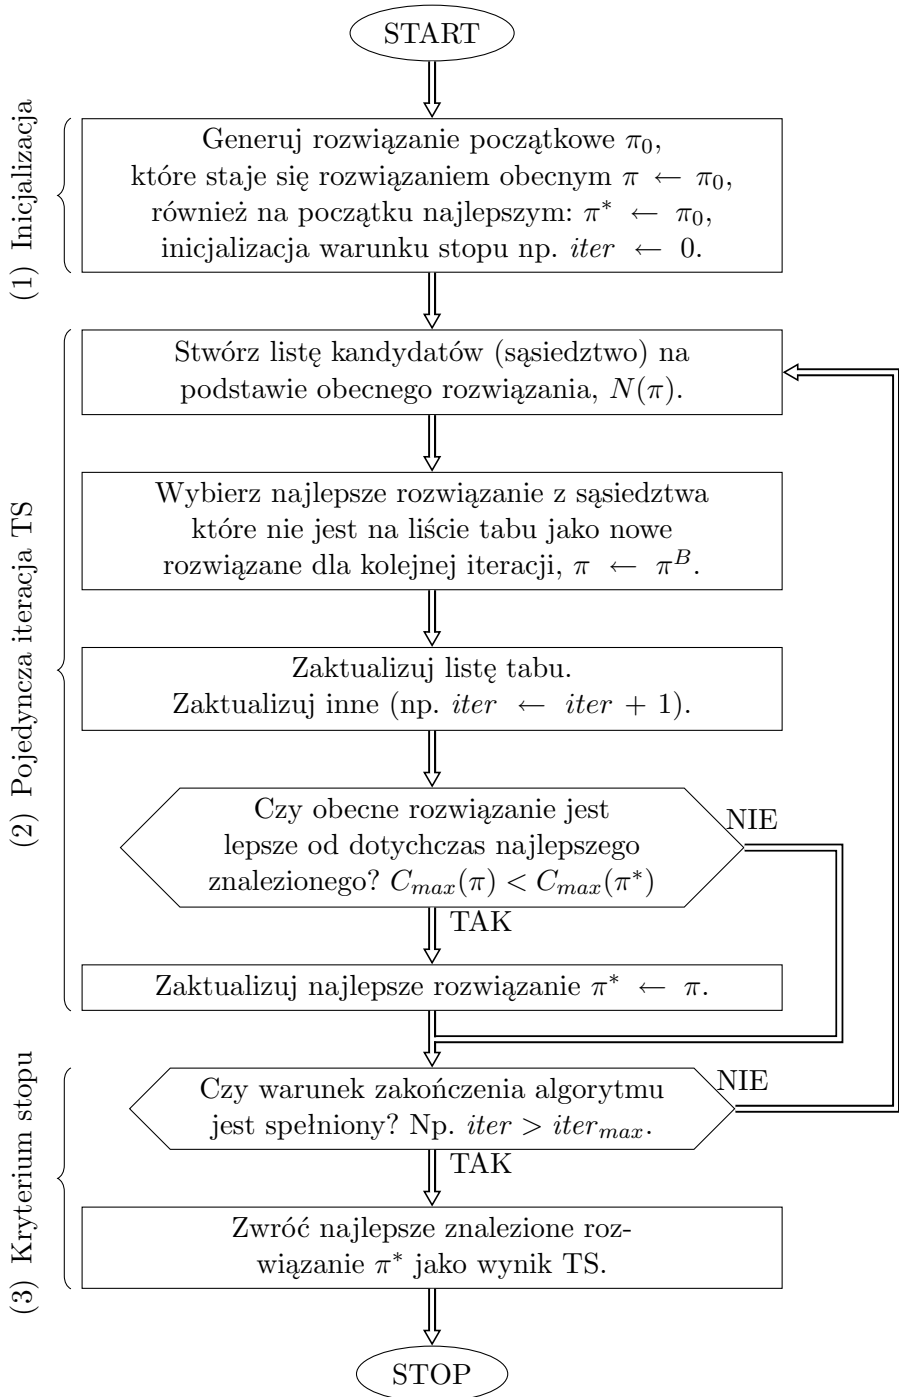 START
(1) Inicjalizacja
Generuj rozwiązanie początkowe π₀,
które staje się rozwiązaniem obecnym π ← π₀,
również na początku najlepszym: π* ← π₀,
inicjalizacja warunku stopu np. iter ← 0.
(2) Pojedyncza iteracja TS
Stwórz listę kandydatów (sąsiedztwo) na
podstawie obecnego rozwiązania, N(π).
Wybierz najlepsze rozwiązanie z sąsiedztwa
które nie jest na liście tabu jako nowe
rozwiązane dla kolejnej iteracji, π ← π^B.
Zaktualizuj listę tabu.
Zaktualizuj inne (np. iter ← iter + 1).
Czy obecne rozwiązanie jest
lepsze od dotychczas najlepszego
znalezionego? C_max(π) < C_max(π*)
NIE
TAK
Zaktualizuj najlepsze rozwiązanie π* ← π.
(3) Kryterium stopu
Czy warunek zakończenia algorytmu
jest spełniony? Np. iter > iter_max.
NIE
TAK
Zwróć najlepsze znalezione roz-
wiązanie π* jako wynik TS.
STOP